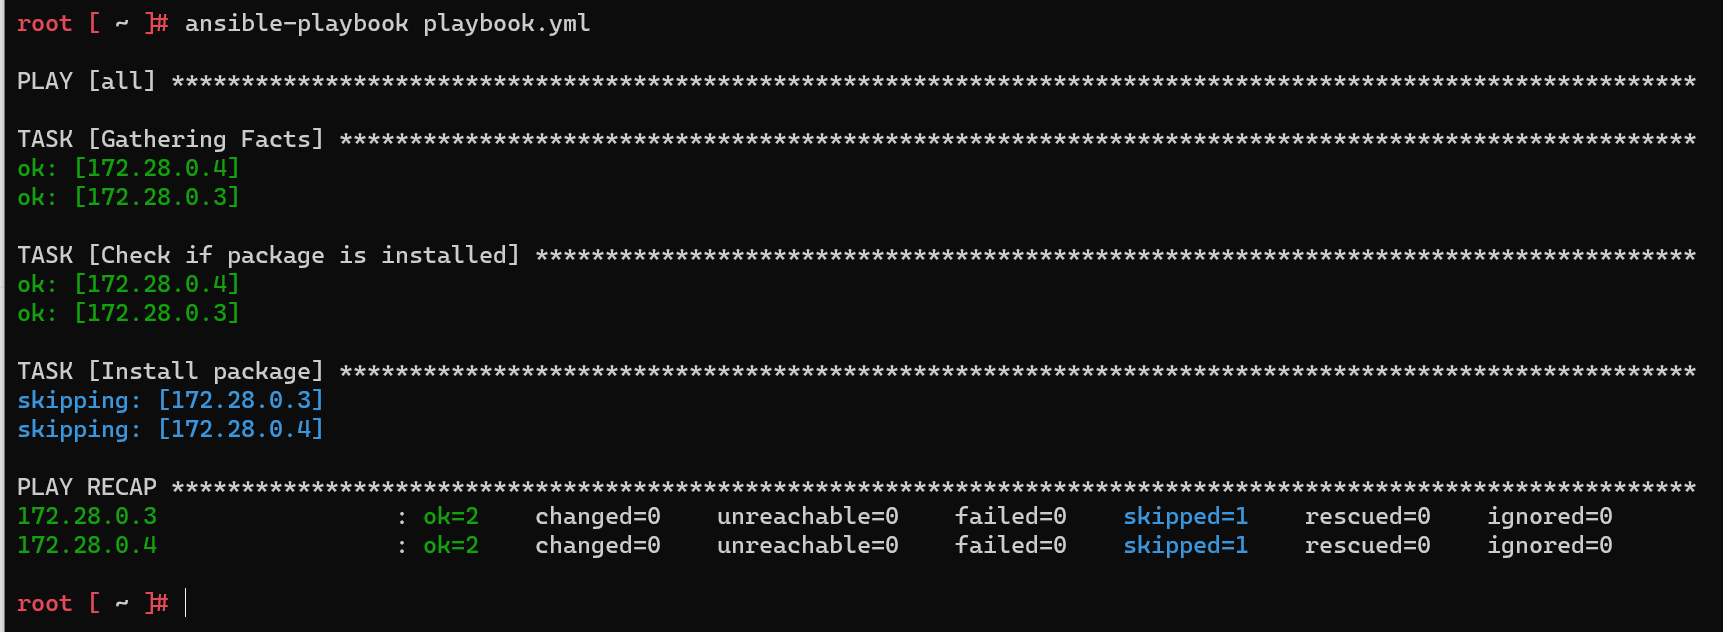 root [ ~ ]# ansible-playbook playbook.yml
PLAY [all] *************************************************************************************************************
TASK [Gathering Facts] *************************************************************************************************
ok: [172.28.0.4]
ok: [172.28.0.3]
TASK [Check if package is installed] ***********************************************************************************
ok: [172.28.0.4]
ok: [172.28.0.3]
TASK [Install package] *************************************************************************************************
skipping: [172.28.0.3]
skipping: [172.28.0.4]
PLAY RECAP *************************************************************************************************************
172.28.0.3                 : ok=2    changed=0    unreachable=0    failed=0    skipped=1    rescued=0    ignored=0
172.28.0.4                 : ok=2    changed=0    unreachable=0    failed=0    skipped=1    rescued=0    ignored=0
root [ ~ ]#